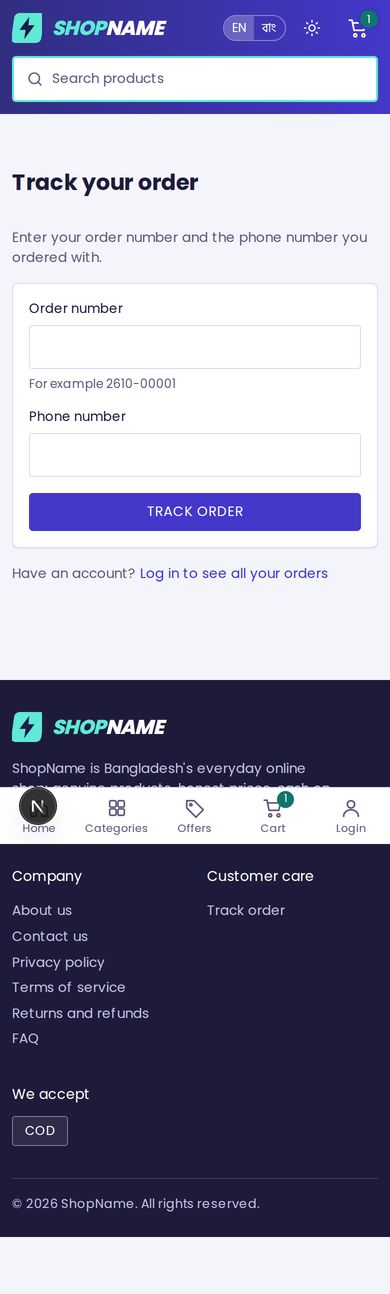 SHOPNAME
EN
বাং
1
Search products
Track your order
Enter your order number and the phone number you
ordered with.
Order number
For example 2610-00001
Phone number
TRACK ORDER
Have an account? Log in to see all your orders
SHOPNAME
ShopName is Bangladesh's everyday online
N
1
Home
Categories
Offers
Cart
Login
Company
Customer care
About us
Track order
Contact us
Privacy policy
Terms of service
Returns and refunds
FAQ
We accept
COD
© 2026 ShopName. All rights reserved.